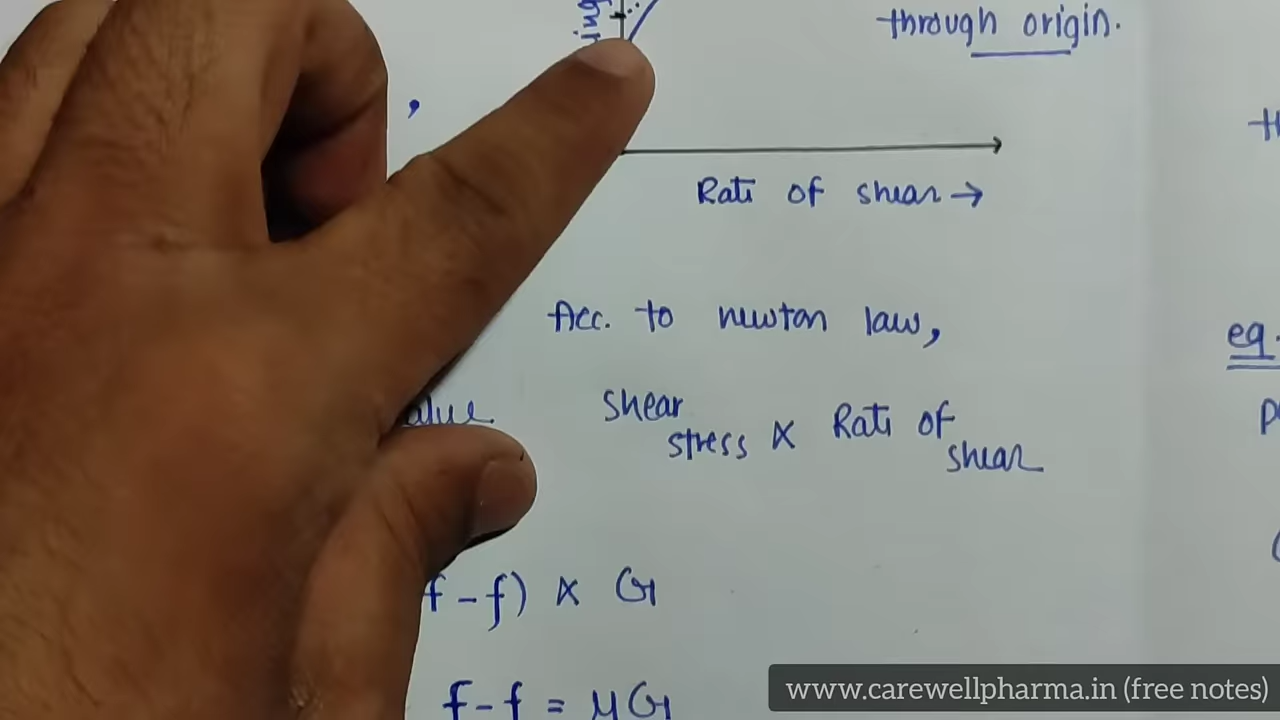 through origin.
,
Rate of shear →
Acc. to newton law,
eq.
value
shear
stress ∝ Rate of
shear
f - f) ∝ G
f - f = μG
www.carewellpharma.in (free notes)